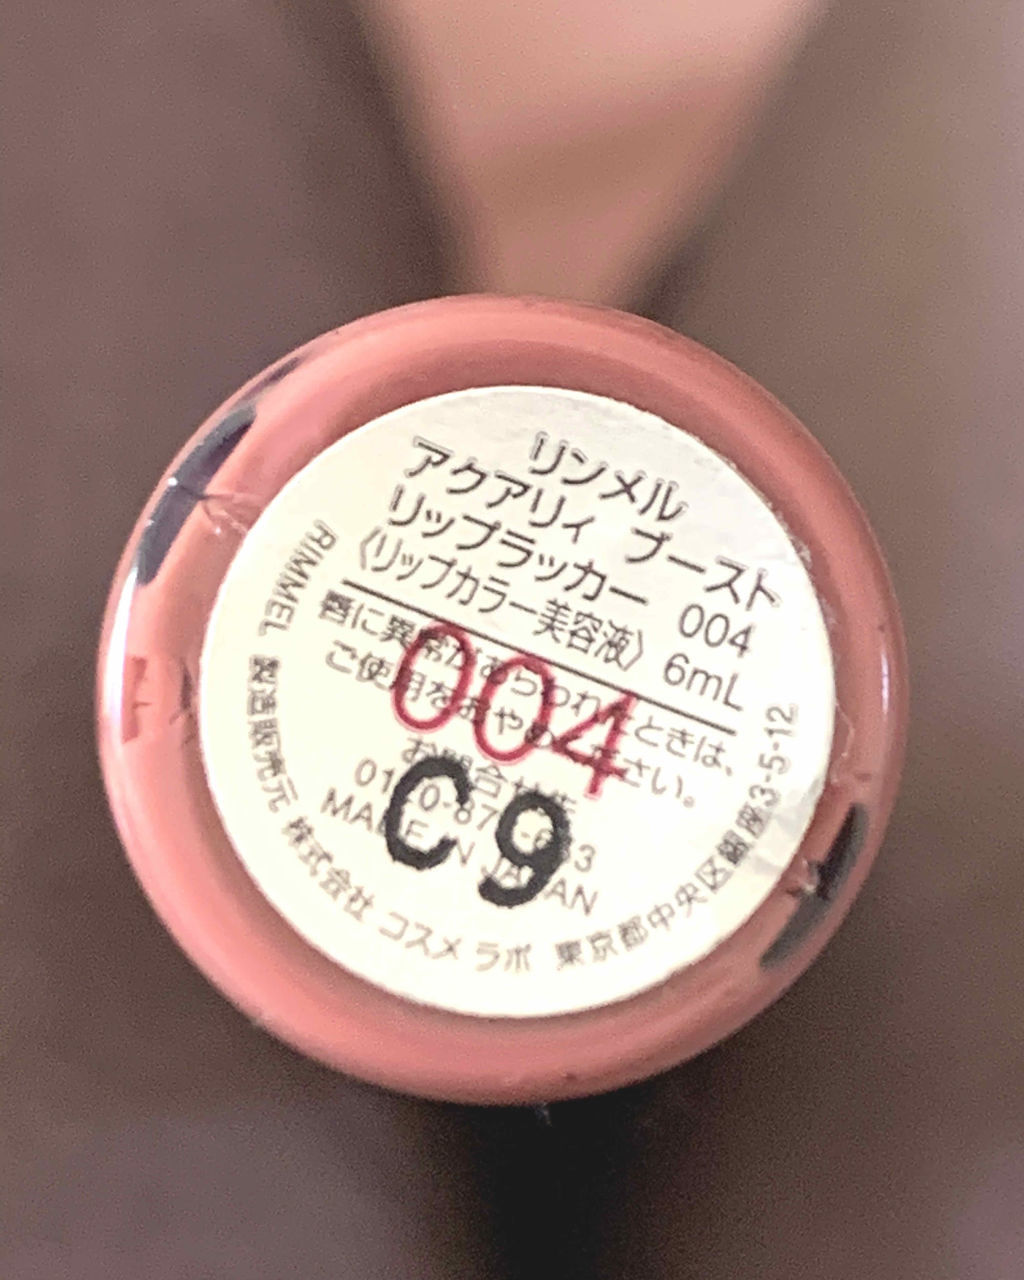 リンメル
アクアリィ ブースト
リップラッカー 004
〈リップカラー美容液〉 6mL
唇に異常があらわれたときは、
ご使用をおやめください。
お問合せ先
MADE IN JAPAN
004
C9
RIMMEL 製造販売元 株式会社 コスメ ラボ 東京都中央区銀座3-5-12